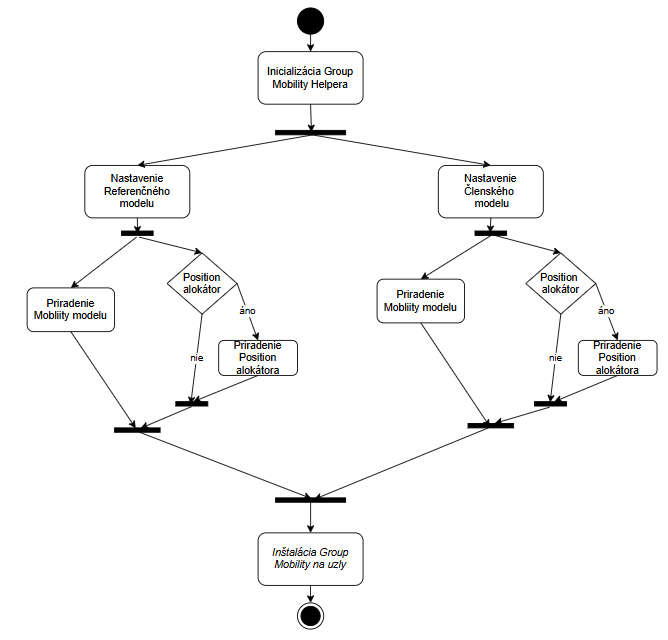 Inicializácia Group
Mobility Helpera
Nastavenie
Referenčného
modelu
Nastavenie
Členského
modelu
Position
alokátor
Position
alokátor
Priradenie
Mobliity modelu
Priradenie
Mobliity modelu
áno
áno
nie
Priradenie
Position
alokátora
nie
Priradenie
Position
alokátora
Inštalácia Group
Mobility na uzly